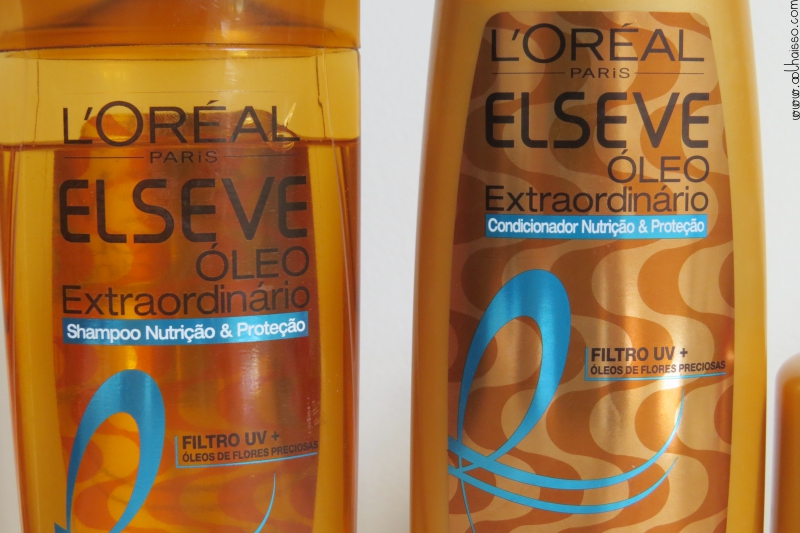 L'ORÉAL
PARIS
ELSEVE
ÓLEO
Extraordinário
Shampoo Nutrição & Proteção
FILTRO UV +
ÓLEOS DE FLORES PRECIOSAS
L'ORÉAL
PARIS
ELSEVE
ÓLEO
Extraordinário
Condicionador Nutrição & Proteção
FILTRO UV +
ÓLEOS DE FLORES PRECIOSAS
www.oolhaisso.com